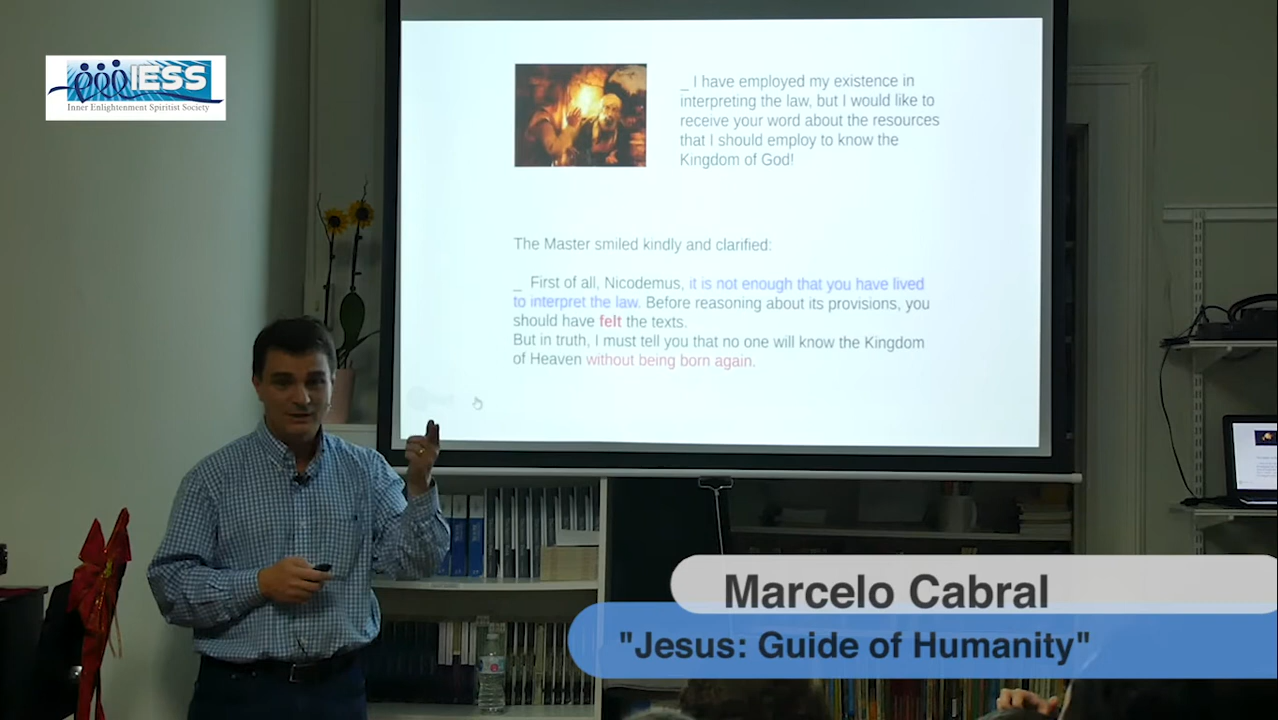 IESS
Inner Enlightenment Spiritist Society
_ I have employed my existence in
interpreting the law, but I would like to
receive your word about the resources
that I should employ to know the
Kingdom of God!
The Master smiled kindly and clarified:
_ First of all, Nicodemus, it is not enough that you have lived
to interpret the law. Before reasoning about its provisions, you
should have felt the texts.
But in truth, I must tell you that no one will know the Kingdom
of Heaven without being born again.
Marcelo Cabral
"Jesus: Guide of Humanity"